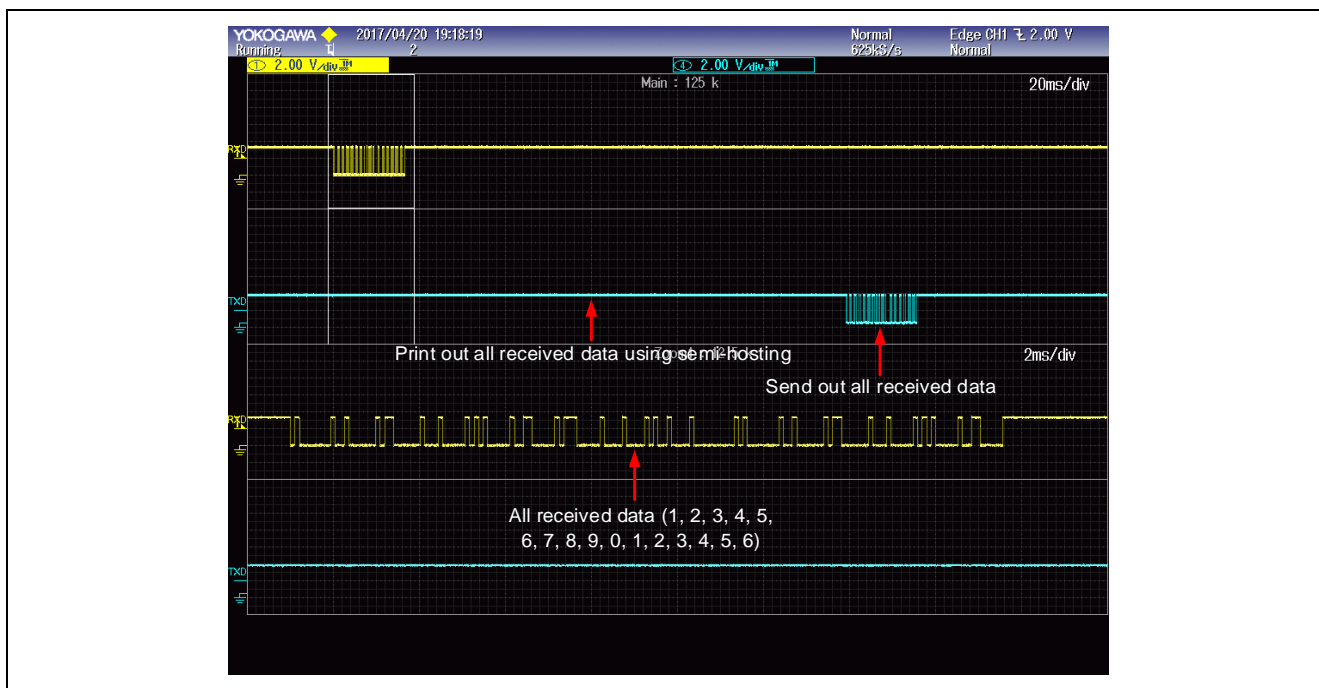 YOKOGAWA 2017/04/20 19:18:19 Normal Edge CH1 2.00 V
Running 2 625kS/s Normal
1 2.00 V/div
4 2.00 V/div
Main : 125 k 20ms/div
RXD
TXD
Print out all received data using semi-hosting
2ms/div
Send out all received data
RXD
All received data (1, 2, 3, 4, 5,
6, 7, 8, 9, 0, 1, 2, 3, 4, 5, 6)
TXD